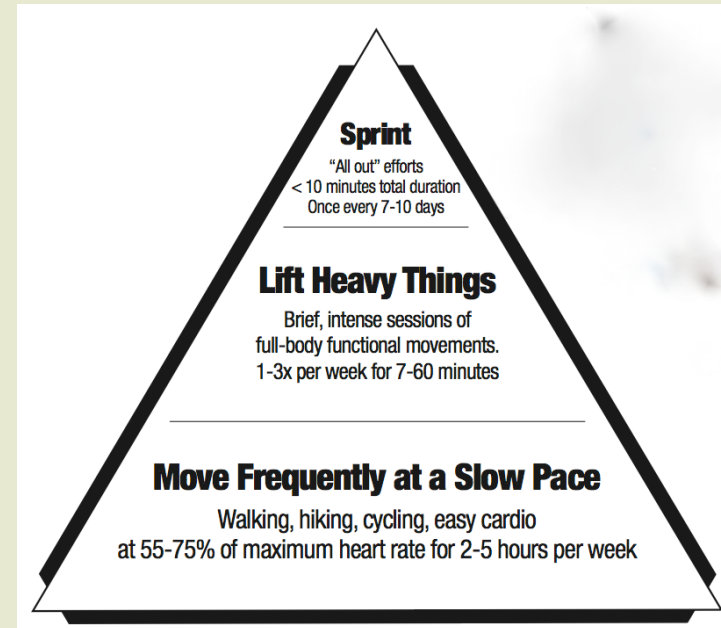 Sprint
“All out” efforts
< 10 minutes total duration
Once every 7-10 days
Lift Heavy Things
Brief, intense sessions of
full-body functional movements.
1-3x per week for 7-60 minutes
Move Frequently at a Slow Pace
Walking, hiking, cycling, easy cardio
at 55-75% of maximum heart rate for 2-5 hours per week